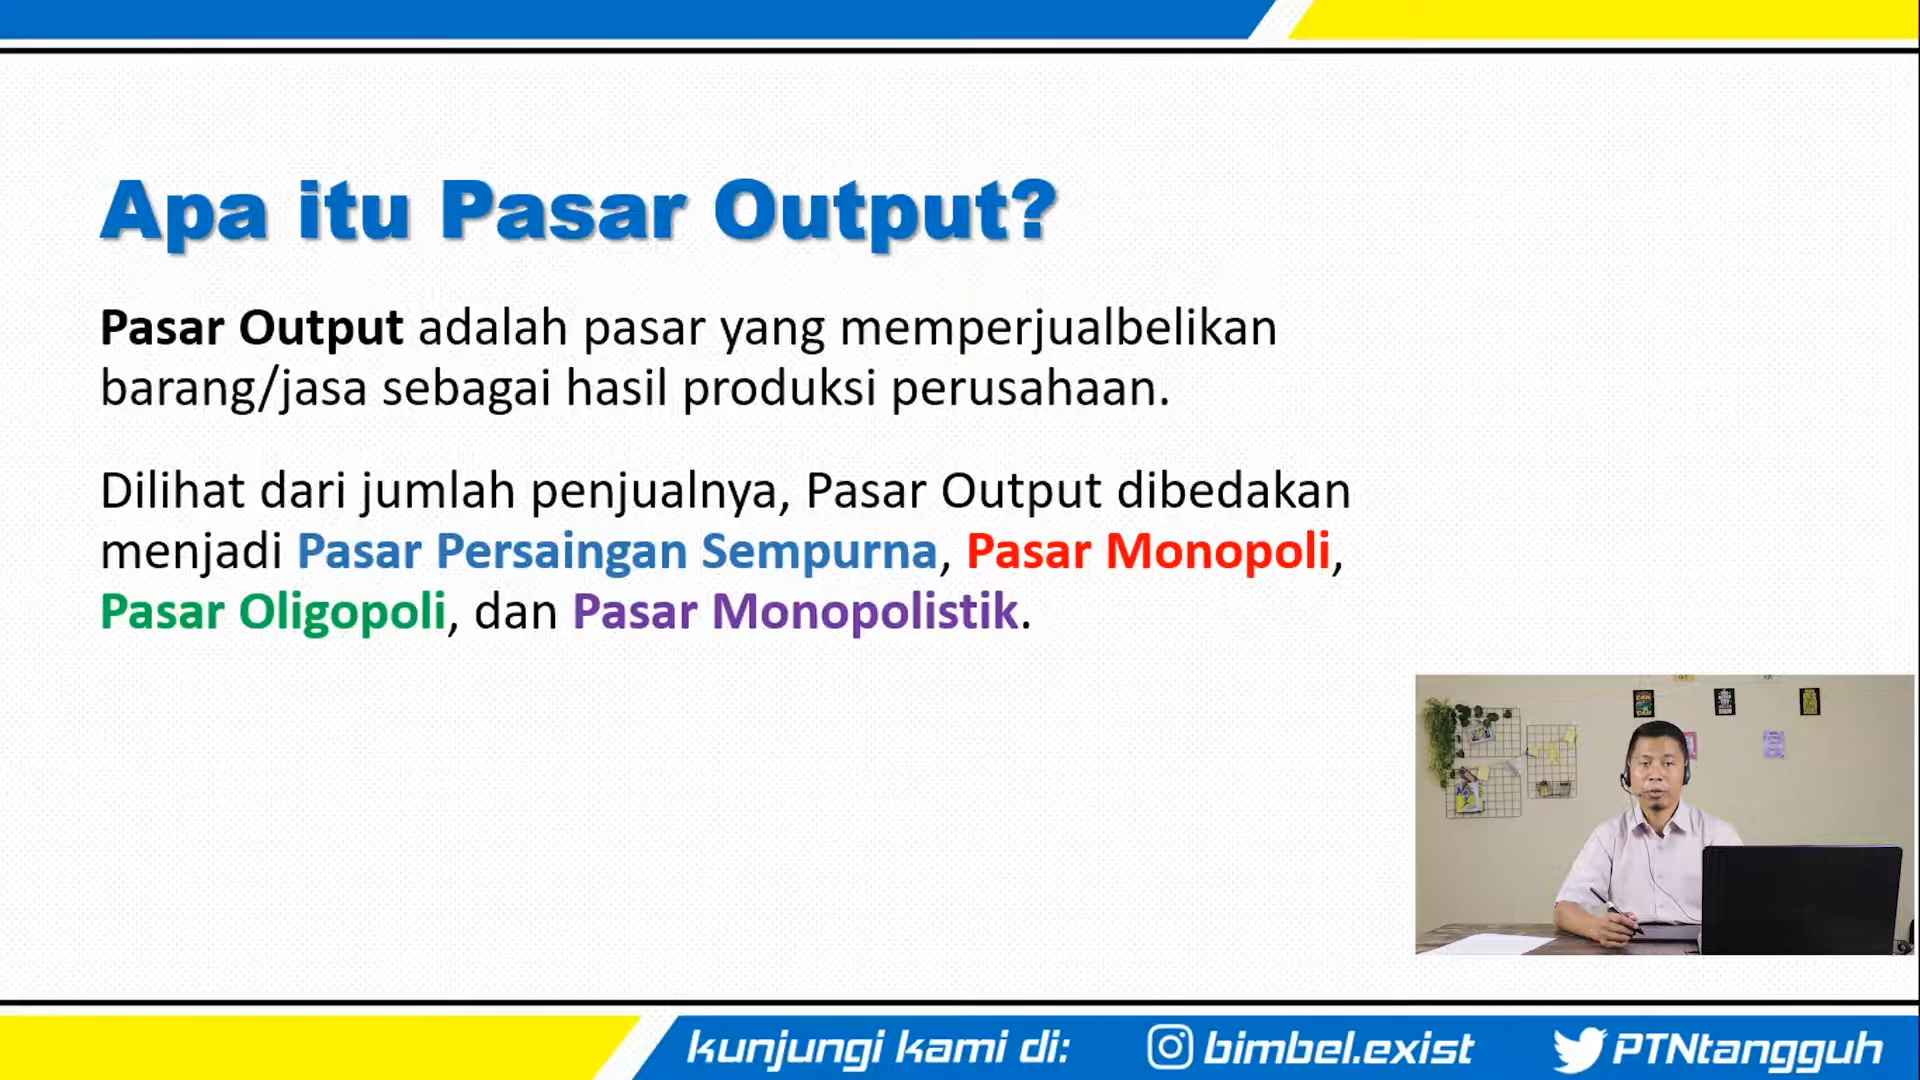 Apa itu Pasar Output?
Pasar Output adalah pasar yang memperjualbelikan
barang/jasa sebagai hasil produksi perusahaan.
Dilihat dari jumlah penjualnya, Pasar Output dibedakan
menjadi Pasar Persaingan Sempurna, Pasar Monopoli,
Pasar Oligopoli, dan Pasar Monopolistik.
kunjungi kami di: bimbel.exist PTNtangguh